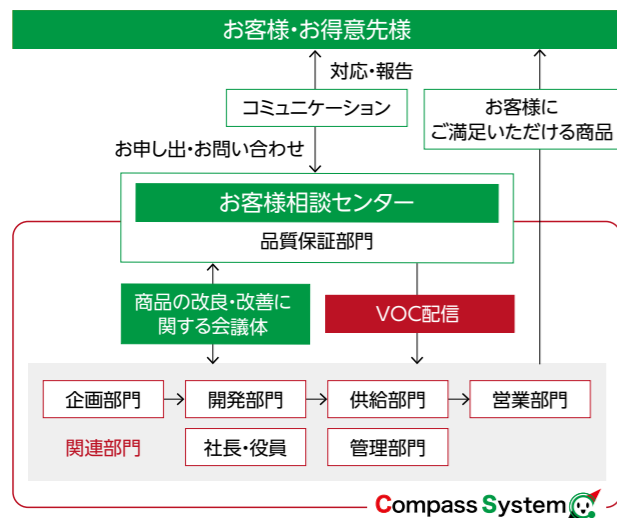 お客様・お得意先様
対応・報告
コミュニケーション
お申し出・お問い合わせ
お客様に
ご満足いただける商品
お客様相談センター
品質保証部門
商品の改良・改善に
関する会議体
VOC配信
企画部門
開発部門
供給部門
営業部門
関連部門
社長・役員
管理部門
Compass System